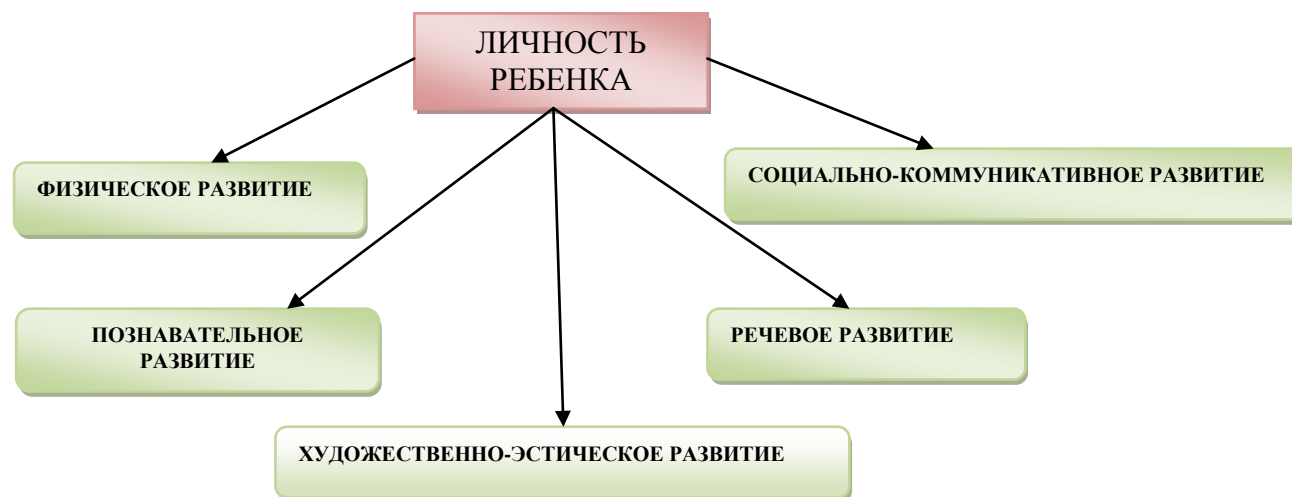 ЛИЧНОСТЬ
РЕБЕНКА
ФИЗИЧЕСКОЕ РАЗВИТИЕ
СОЦИАЛЬНО-КОММУНИКАТИВНОЕ РАЗВИТИЕ
ПОЗНАВАТЕЛЬНОЕ
РАЗВИТИЕ
РЕЧЕВОЕ РАЗВИТИЕ
ХУДОЖЕСТВЕННО-ЭСТИЧЕСКОЕ РАЗВИТИЕ